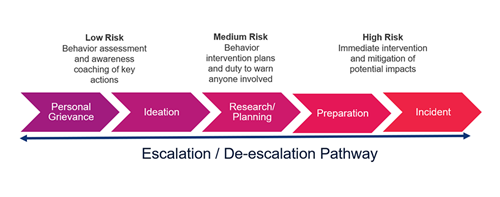 Low Risk
Behavior assessment
and awareness
coaching of key
actions
Medium Risk
Behavior
intervention plans
and duty to warn
anyone involved
High Risk
Immediate intervention
and mitigation of
potential impacts
Personal
Grievance
Ideation
Research/
Planning
Preparation
Incident
Escalation / De-escalation Pathway